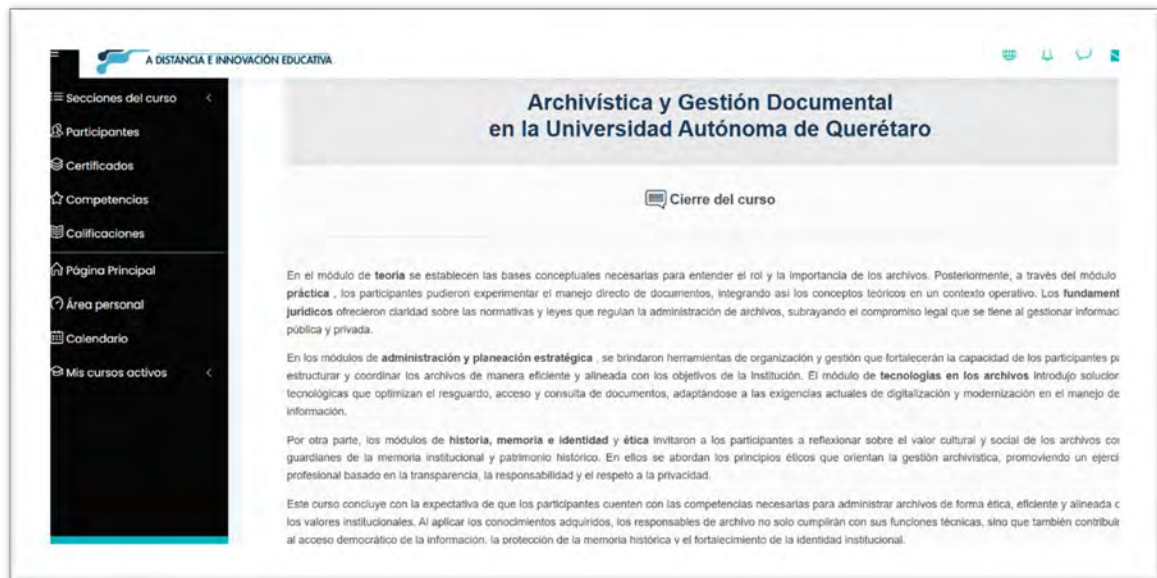 A DISTANCIA E INNOVACIÓN EDUCATIVA
Secciones del curso
Participantes
Certificados
Competencias
Calificaciones
Página Principal
Área personal
Calendario
Mis cursos activos
Archivística y Gestión Documental
en la Universidad Autónoma de Querétaro
Cierre del curso
En el módulo de teoría se establecen las bases conceptuales necesarias para entender el rol y la importancia de los archivos. Posteriormente, a través del módulo
práctica , los participantes pudieron experimentar el manejo directo de documentos, integrando así los conceptos teóricos en un contexto operativo. Los fundament
jurídicos ofrecieron claridad sobre las normativas y leyes que regulan la administración de archivos, subrayando el compromiso legal que se tiene al gestionar informac
pública y privada.
En los módulos de administración y planeación estratégica , se brindaron herramientas de organización y gestión que fortalecerán la capacidad de los participantes pa
estructurar y coordinar los archivos de manera eficiente y alineada con los objetivos de la Institución. El módulo de tecnologías en los archivos introdujo solucion
tecnológicas que optimizan el resguardo, acceso y consulta de documentos, adaptándose a las exigencias actuales de digitalización y modernización en el manejo de
información.
Por otra parte, los módulos de historia, memoria e identidad y ética invitaron a los participantes a reflexionar sobre el valor cultural y social de los archivos con
guardianes de la memoria institucional y patrimonio histórico. En ellos se abordan los principios éticos que orientan la gestión archivística, promoviendo un ejerci
profesional basado en la transparencia, la responsabilidad y el respeto a la privacidad.
Este curso concluye con la expectativa de que los participantes cuenten con las competencias necesarias para administrar archivos de forma ética, eficiente y alineada c
los valores institucionales. Al aplicar los conocimientos adquiridos, los responsables de archivo no solo cumplirán con sus funciones técnicas, sino que también contribuir
al acceso democrático de la información, la protección de la memoria histórica y el fortalecimiento de la identidad institucional.